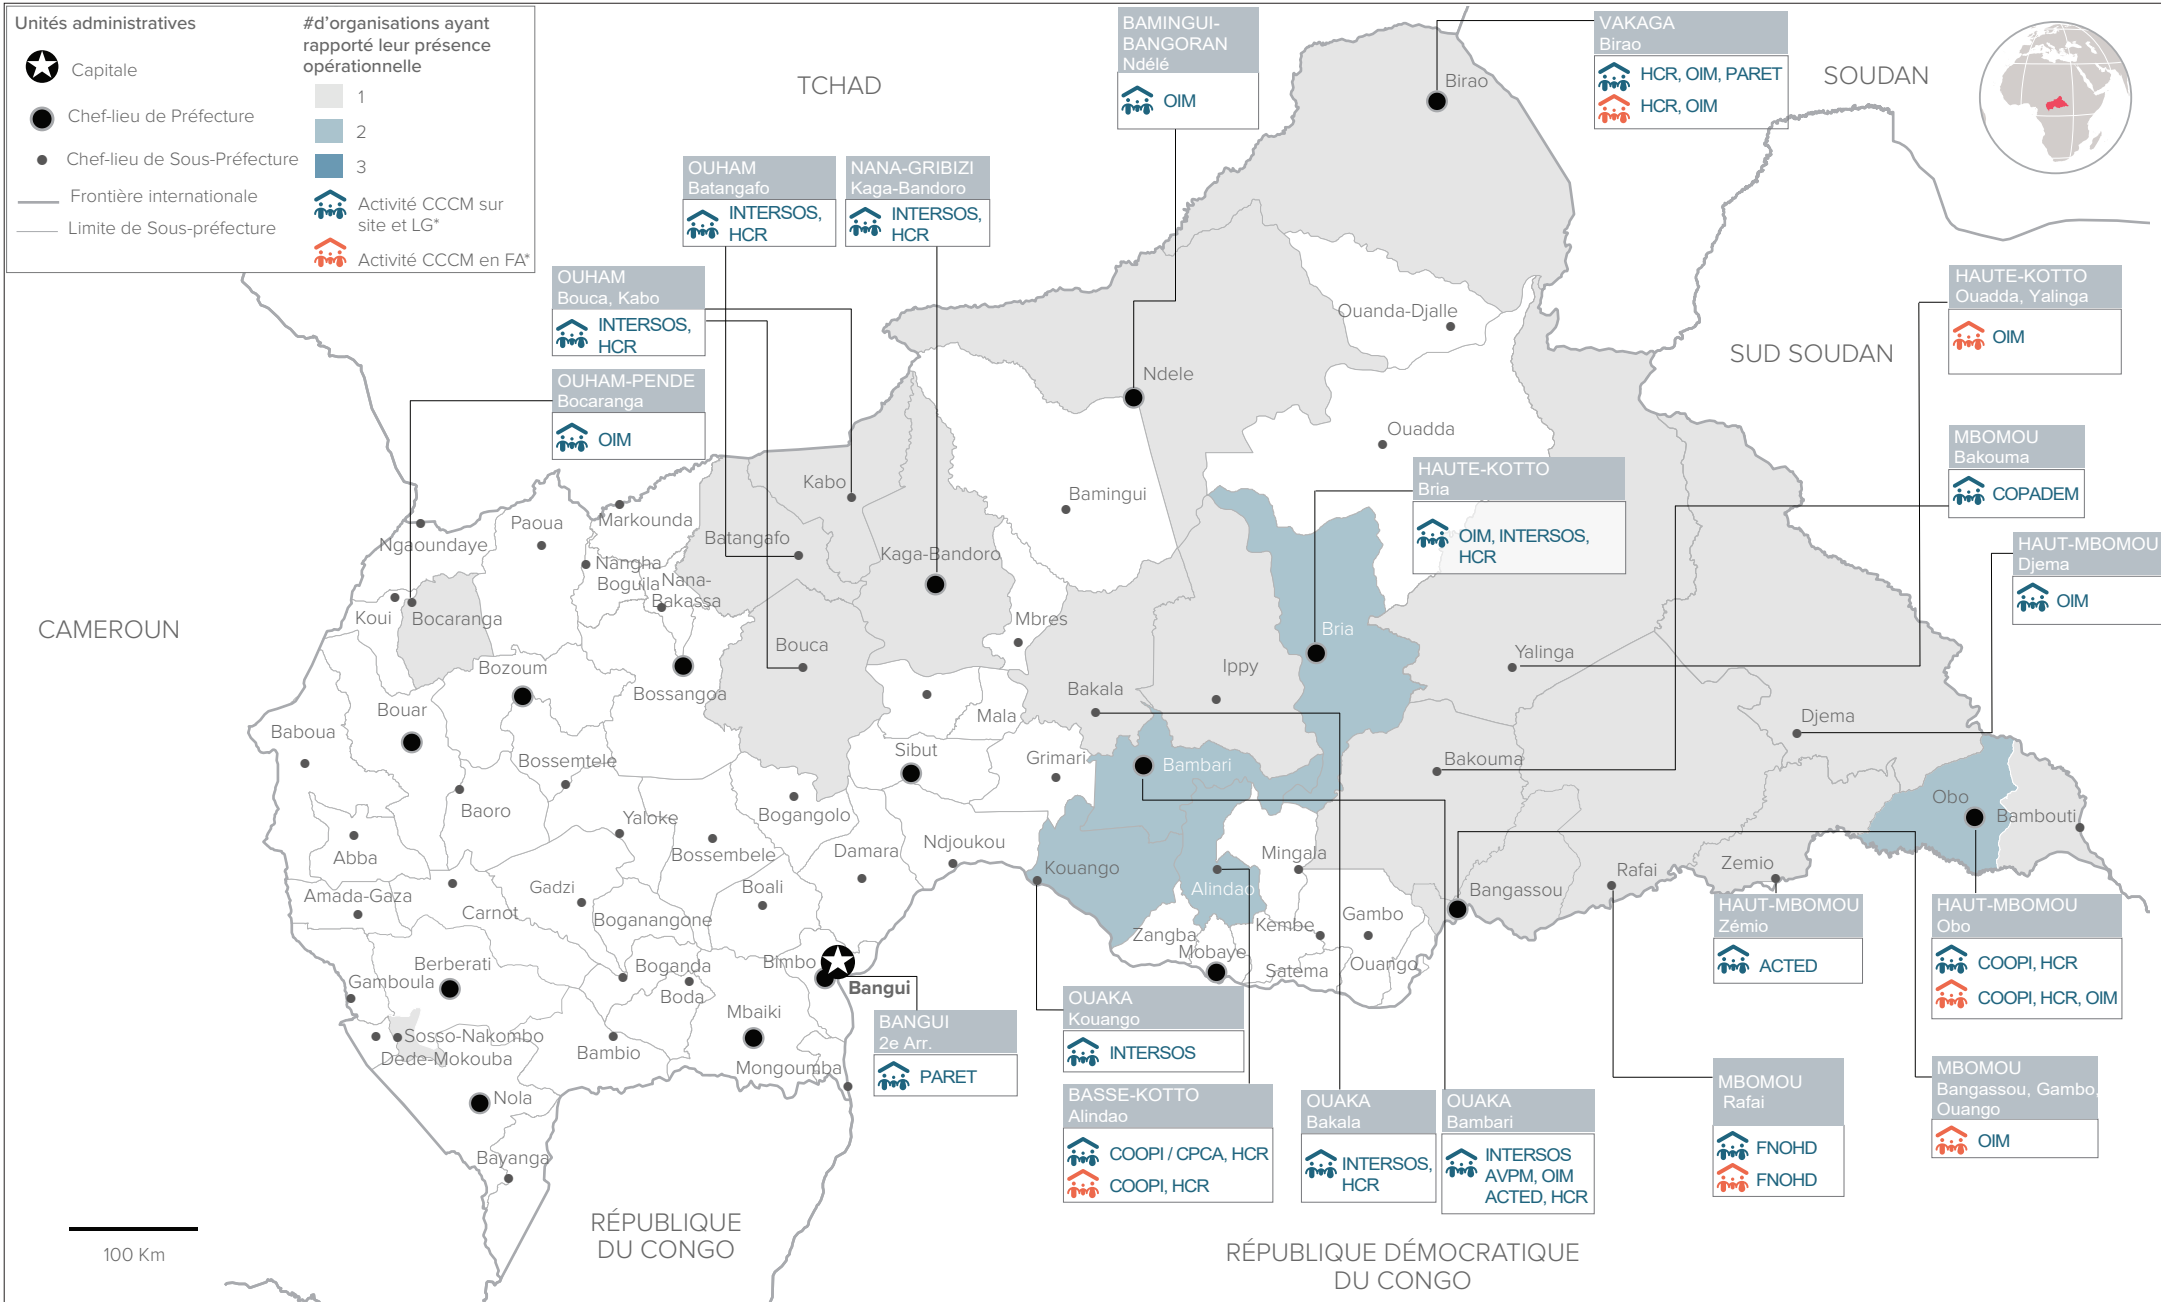 Unités administratives
Capitale
Chef-lieu de Préfecture
Chef-lieu de Sous-Préfecture
Frontière internationale
Limite de Sous-préfecture
#d'organisations ayant
rapporté leur présence
opérationnelle
1
2
3
Activité CCCM sur
site et LG*
Activité CCCM en FA*
TCHAD
SOUDAN
SUD SOUDAN
CAMEROUN
RÉPUBLIQUE
DU CONGO
RÉPUBLIQUE DÉMOCRATIQUE
DU CONGO
100 Km
BAMINGUI-
BANGORAN
Ndélé
OIM
VAKAGA
Birao
HCR, OIM, PARET
HCR, OIM
OUHAM
Batangafo
INTERSOS,
HCR
NANA-GRIBIZI
Kaga-Bandoro
INTERSOS,
HCR
OUHAM
Bouca, Kabo
INTERSOS,
HCR
OUHAM-PENDE
Bocaranga
OIM
HAUTE-KOTTO
Ouadda, Yalinga
OIM
HAUTE-KOTTO
Bria
OIM, INTERSOS,
HCR
MBOMOU
Bakouma
COPADEM
HAUT-MBOMOU
Djema
OIM
HAUT-MBOMOU
Zémio
ACTED
HAUT-MBOMOU
Obo
COOPI, HCR
COOPI, HCR, OIM
BANGUI
2e Arr.
PARET
OUAKA
Kouango
INTERSOS
BASSE-KOTTO
Alindao
COOPI / CPCA, HCR
COOPI, HCR
OUAKA
Bakala
INTERSOS,
HCR
OUAKA
Bambari
INTERSOS
AVPM, OIM
ACTED, HCR
MBOMOU
Rafai
FNOHD
FNOHD
MBOMOU
Bangassou, Gambo,
Ouango
OIM
Birao
Ouanda-Djalle
Ndele
Ouadda
Bamingui
Kabo
Markounda
Paoua
Ngaoundaye
Batangafo
Kaga-Bandoro
Nangha
Boguila
Nana-
Bakassa
Koui
Bocaranga
Mbres
Bouca
Bria
Ippy
Yalinga
Bozoum
Bossangoa
Bakala
Mala
Bouar
Baboua
Djema
Sibut
Grimari
Bambari
Bakouma
Bossemtele
Obo
Bambouti
Baoro
Bogangolo
Yaloke
Bossembele
Damara
Ndjoukou
Mingala
Abba
Kouango
Alindao
Rafai
Zemio
Bangassou
Amada-Gaza
Carnot
Gadzi
Boali
Boganangone
Gambo
Kembe
Zangba
Mobaye
Satema
Ouango
Berberati
Gamboula
Boganda
Boda
Bimbo
Bangui
Mbaiki
Sosso-Nakombo
Dede-Mokouba
Bambio
Mongoumba
Nola
Bayanga